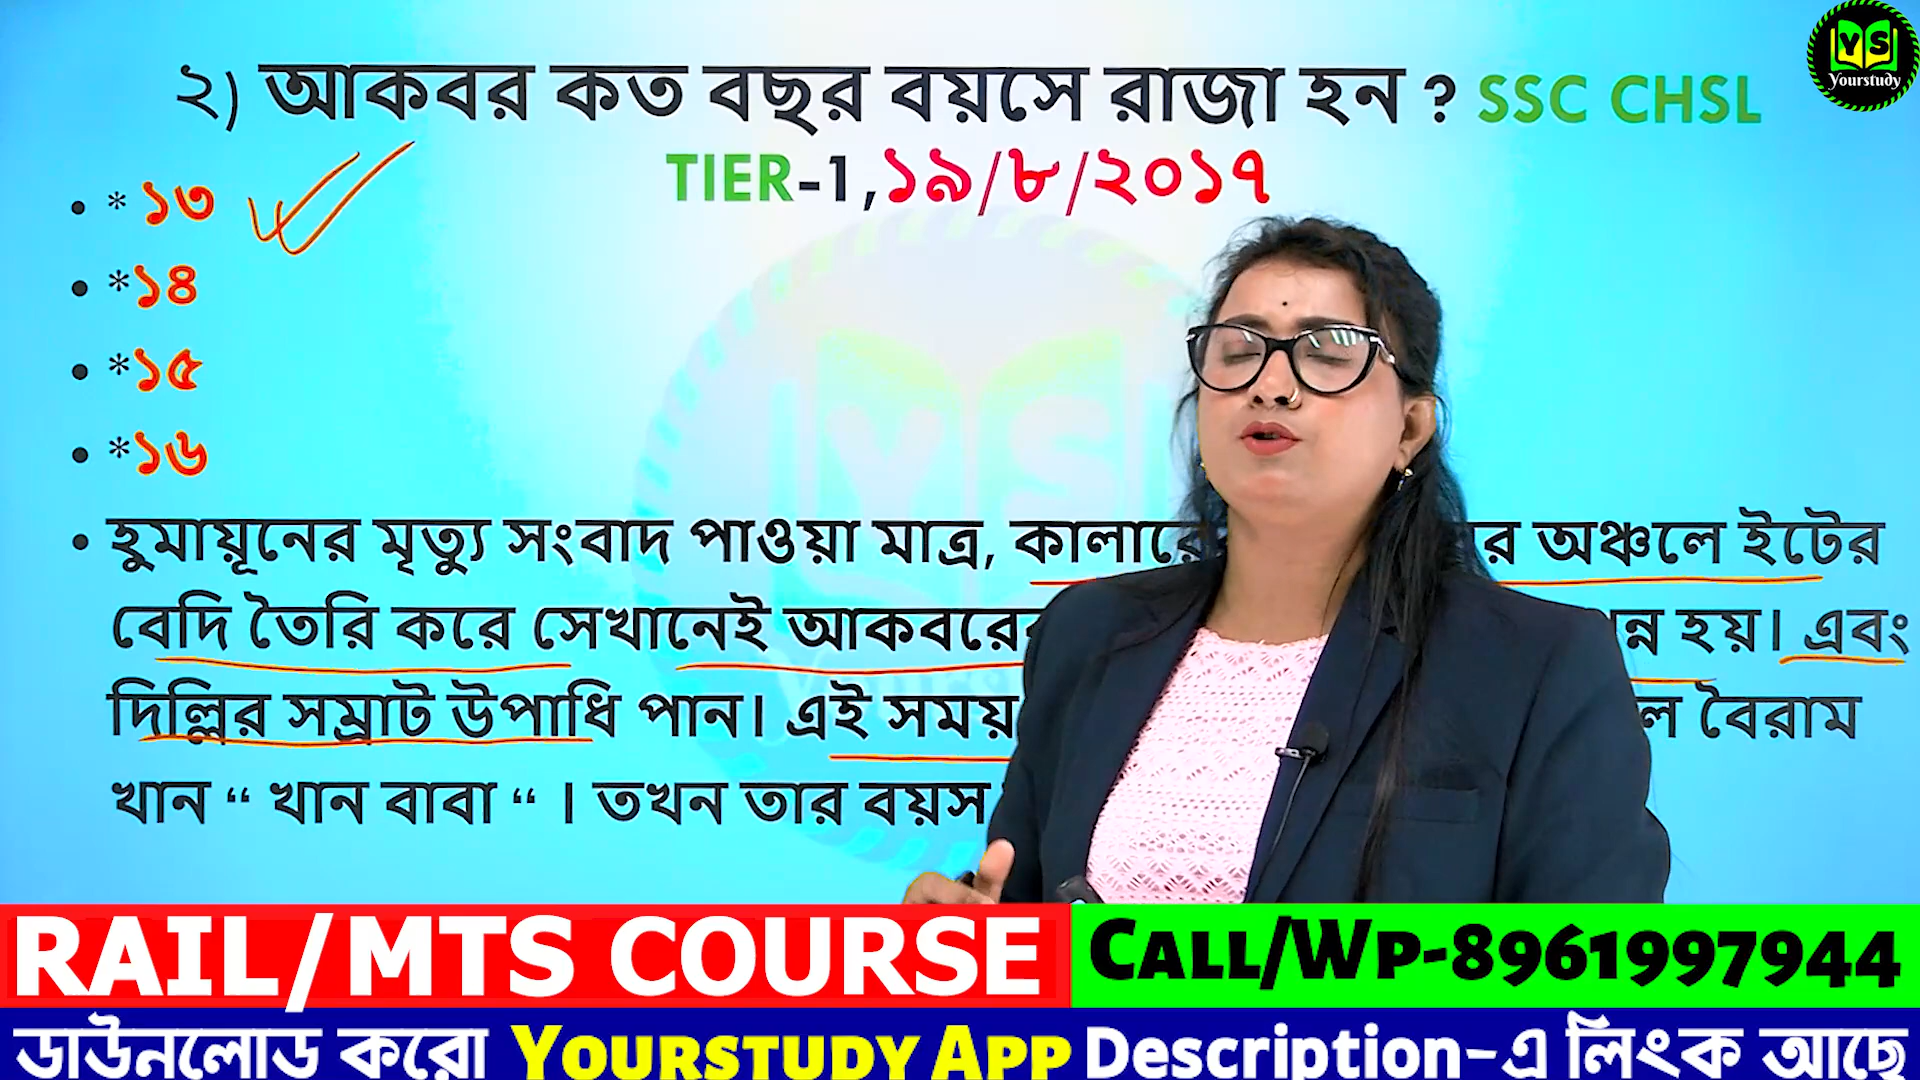 ২) আকবর কত বছর বয়সে রাজা হন ? SSC CHSL
TIER-1,১৯/৮/২০১৭
• * ১৩
• *১৪
• *১৫
• *১৬
• হুমায়ূনের মৃত্যু সংবাদ পাওয়া মাত্র, অঞ্চলে ইটের
বেদি তৈরি করে সেখানেই আকবরের হয়। এবং
দিল্লির সম্রাট উপাধি পান। এই সময় বৈরাম
খান “ খান বাবা “ । তখন তার বয়স
YS
Yourstudy
RAIL/MTS COURSE
CALL/WP-8961997944
ডাউনলোড করো YOURSTUDY APP Description-এ লিংক আছে